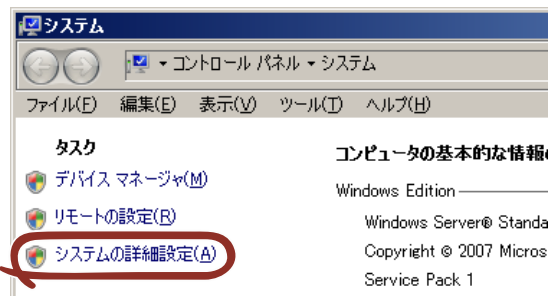 システム
コントロール パネル システム
ファイル(F) 編集(E) 表示(V) ツール(T) ヘルプ(H)
タスク
デバイス マネージャ(M)
リモートの設定(R)
システムの詳細設定(A)
コンピュータの基本的な情報
Windows Edition
Windows Server® Standa
Copyright © 2007 Micros
Service Pack 1